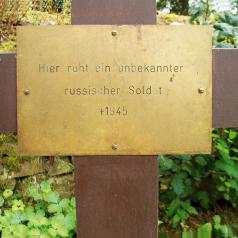 Hier ruht ein unbekannter
russischer Soldat
+1945